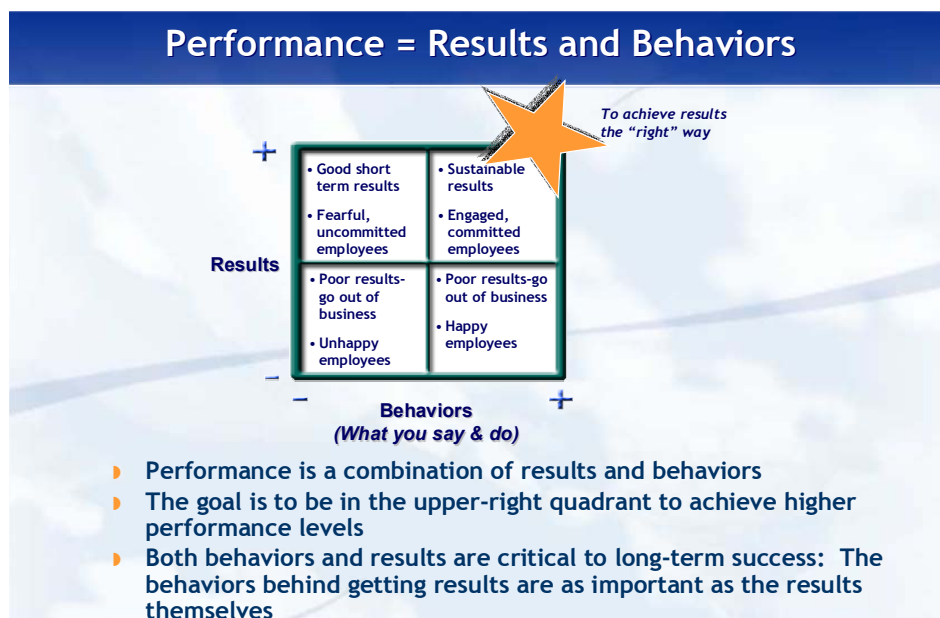 Performance = Results and Behaviors
To achieve results
the “right” way
+
• Good short
term results
• Fearful,
uncommitted
employees
• Sustainable
results
• Engaged,
committed
employees
Results
• Poor results-
go out of
business
• Unhappy
employees
• Poor results-go
out of business
• Happy
employees
–
–
+
Behaviors
(What you say & do)
Performance is a combination of results and behaviors
The goal is to be in the upper-right quadrant to achieve higher
performance levels
Both behaviors and results are critical to long-term success: The
behaviors behind getting results are as important as the results
themselves